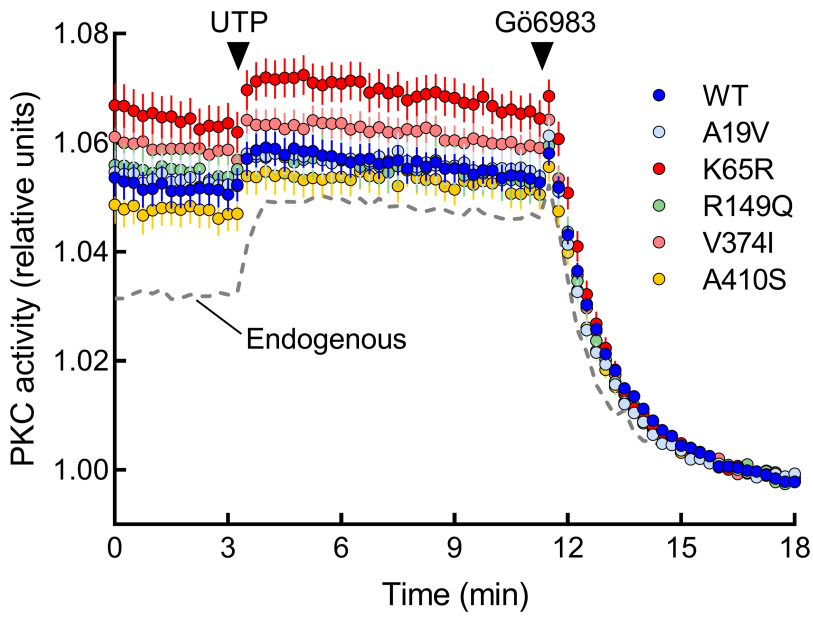 UTP
Gö6983
1.08
1.06
1.04
1.02
1.00
PKC activity (relative units)
WT
A19V
K65R
R149Q
V374I
A410S
Endogenous
0
3
6
9
12
15
18
Time (min)